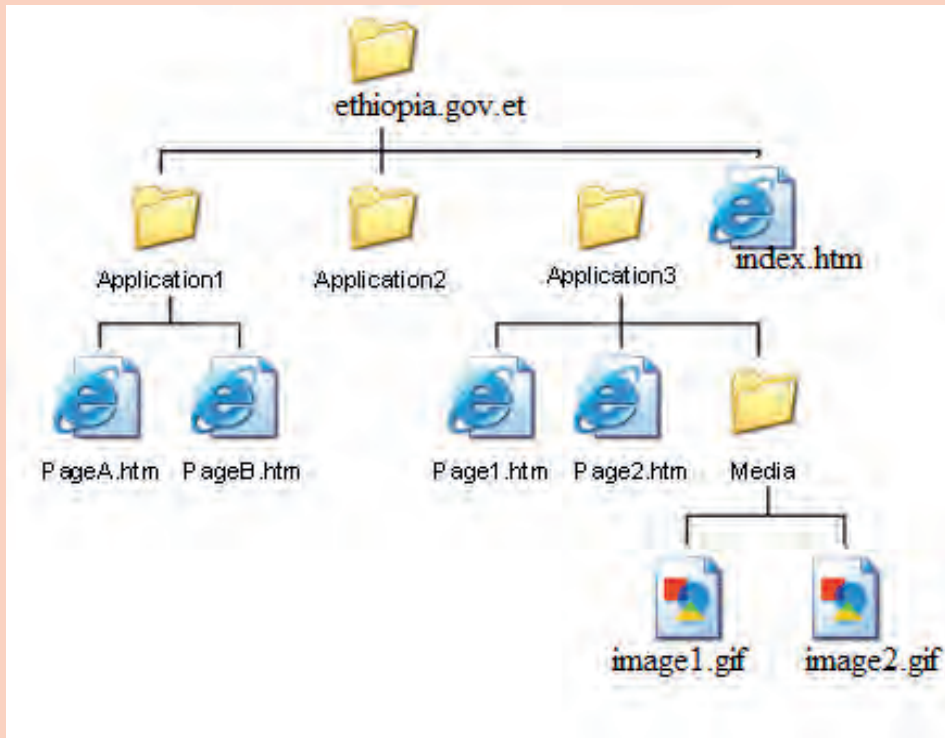 ethiopia.gov.et
index.htm
Application1
Application2
Application3
PageA.htm
PageB.htm
Page1.htm
Page2.htm
Media
image1.gif
image2.gif